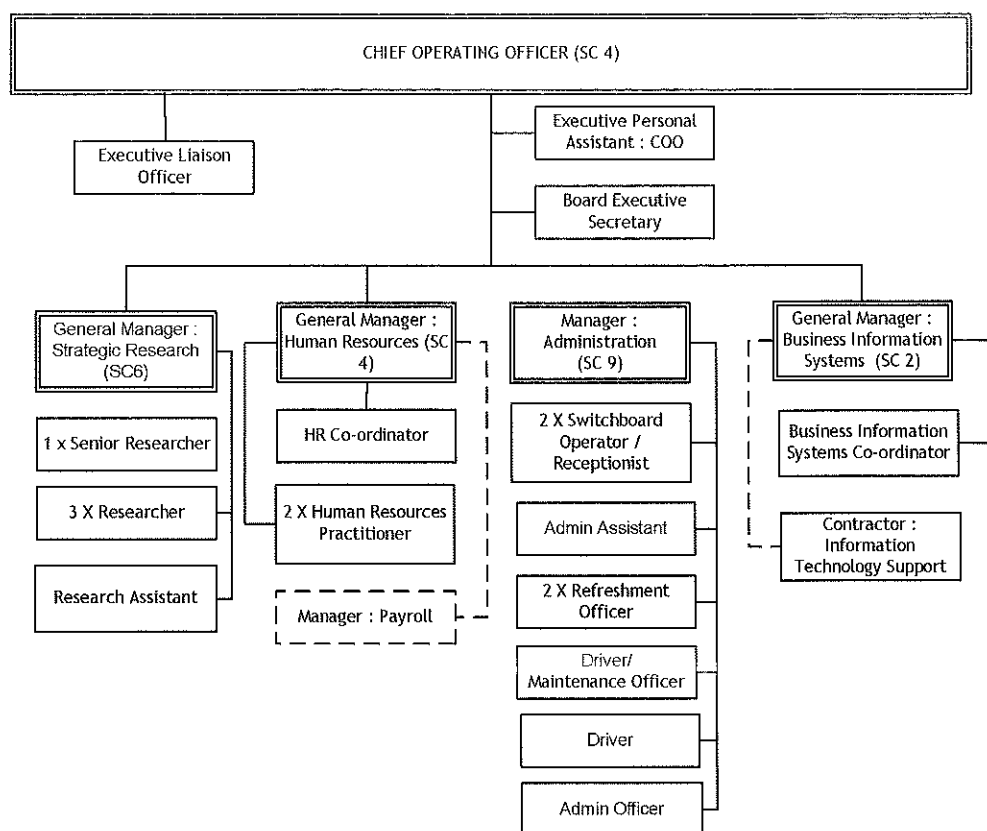 CHIEF OPERATING OFFICER (SC 4)
Executive Liaison
Officer
Executive Personal
Assistant : COO
Board Executive
Secretary
General Manager :
Strategic Research
(SC6)
1 x Senior Researcher
3 X Researcher
Research Assistant
General Manager :
Human Resources (SC
4)
HR Co-ordinator
2 X Human Resources
Practitioner
Manager : Payroll
Manager :
Administration
(SC 9)
2 X Switchboard
Operator /
Receptionist
Admin Assistant
2 X Refreshment
Officer
Driver/
Maintenance Officer
Driver
Admin Officer
General Manager :
Business Information
Systems (SC 2)
Business Information
Systems Co-ordinator
Contractor :
Information
Technology Support